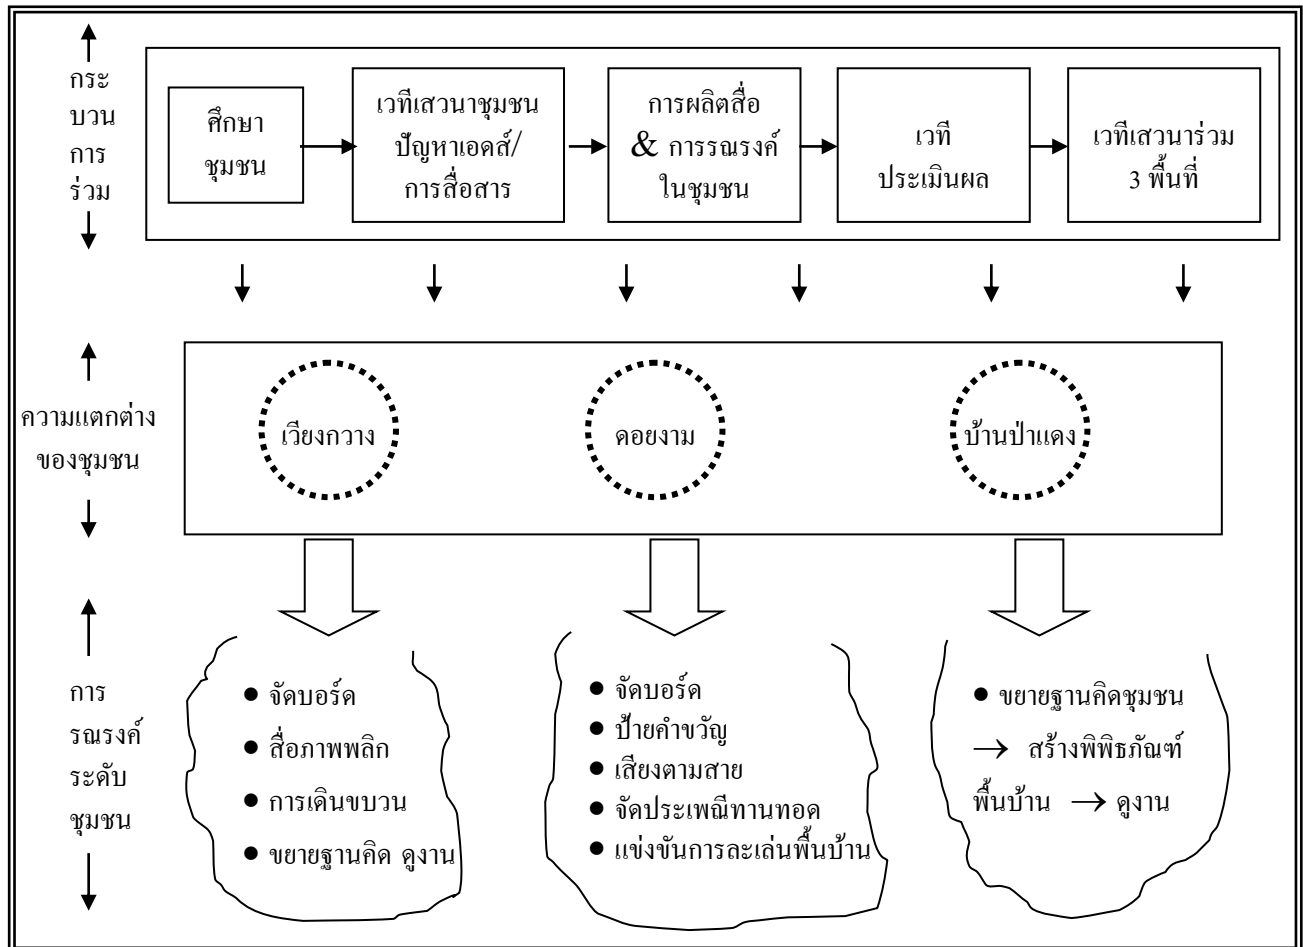 กระ
บวน
การ
ร่วม
ศึกษา
ชุมชน
เวทีเสวนาชุมชน
ปัญหาเอดส์/
การสื่อสาร
การผลิตสื่อ
& การรณรงค์
ในชุมชน
เวที
ประเมินผล
เวทีเสวนาร่วม
3 พื้นที่
ความแตกต่าง
ของชุมชน
เวียงกวาง
ดอยงาม
บ้านป่าแดง
การ
รณรงค์
ระดับ
ชุมชน
● จัดบอร์ด
● สื่อภาพพลิก
● การเดินขบวน
● ขยายฐานคิด ดูงาน
● จัดบอร์ด
● ป้ายคำขวัญ
● เสียงตามสาย
● จัดประเพณีทานทอด
● แข่งขันการละเล่นพื้นบ้าน
● ขยายฐานคิดชุมชน
→ สร้างพิพิธภัณฑ์
พื้นบ้าน → ดูงาน